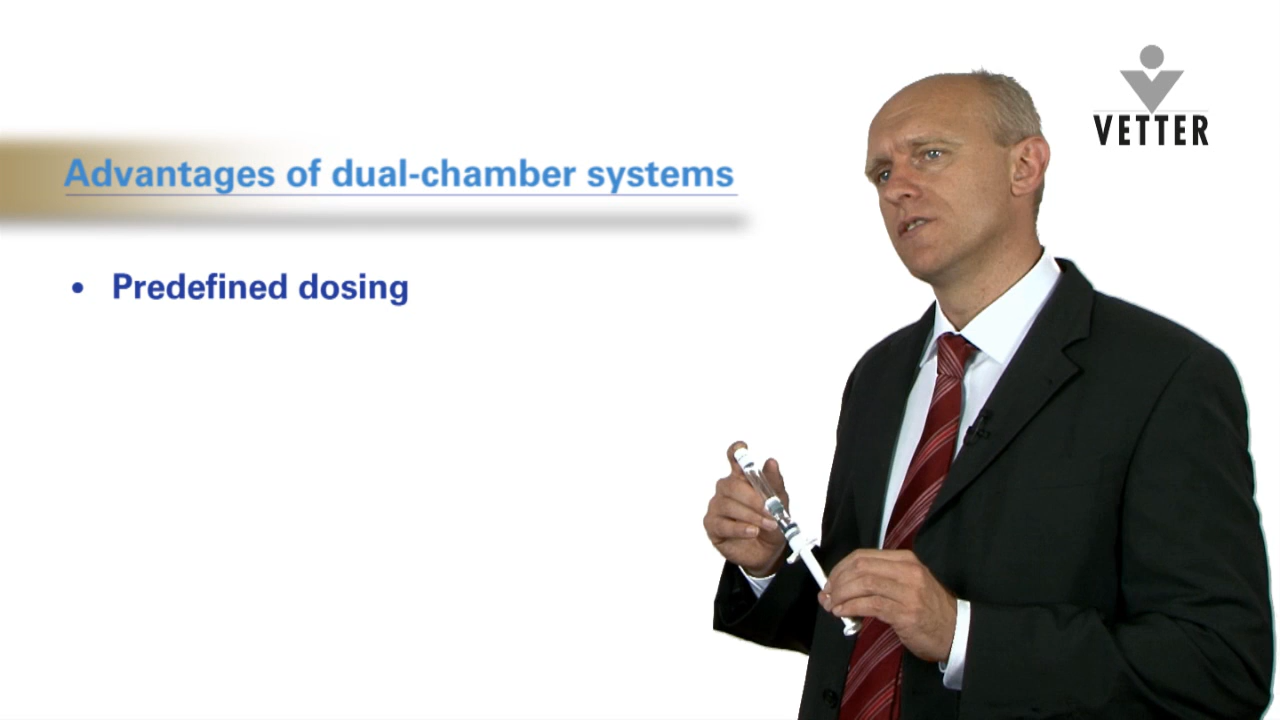 VETTER
Advantages of dual-chamber systems
• Predefined dosing